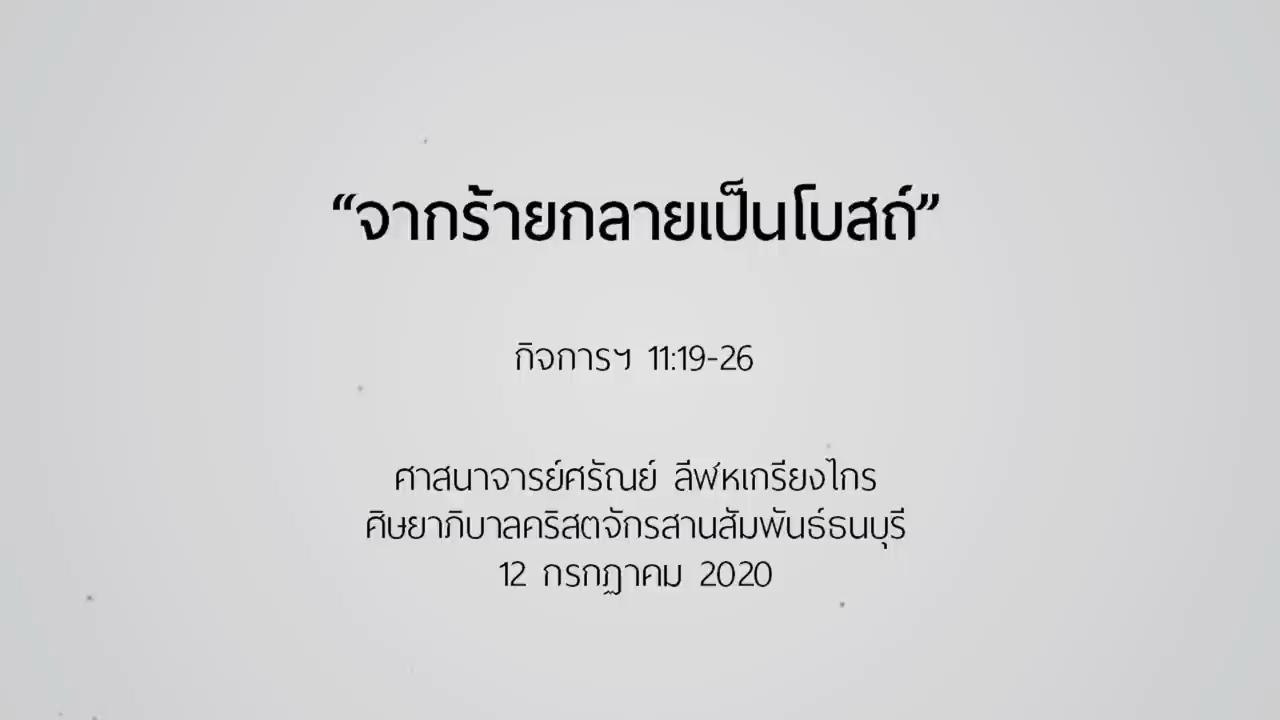 “จากร้ายกลายเป็นโบสถ์”
กิจการฯ 11:19-26
ศาสนาจารย์ศรัณย์ ลีฬหเกรียงไกร
ศิษยาภิบาลคริสตจักรสานสัมพันธ์ธนบุรี
12 กรกฎาคม 2020